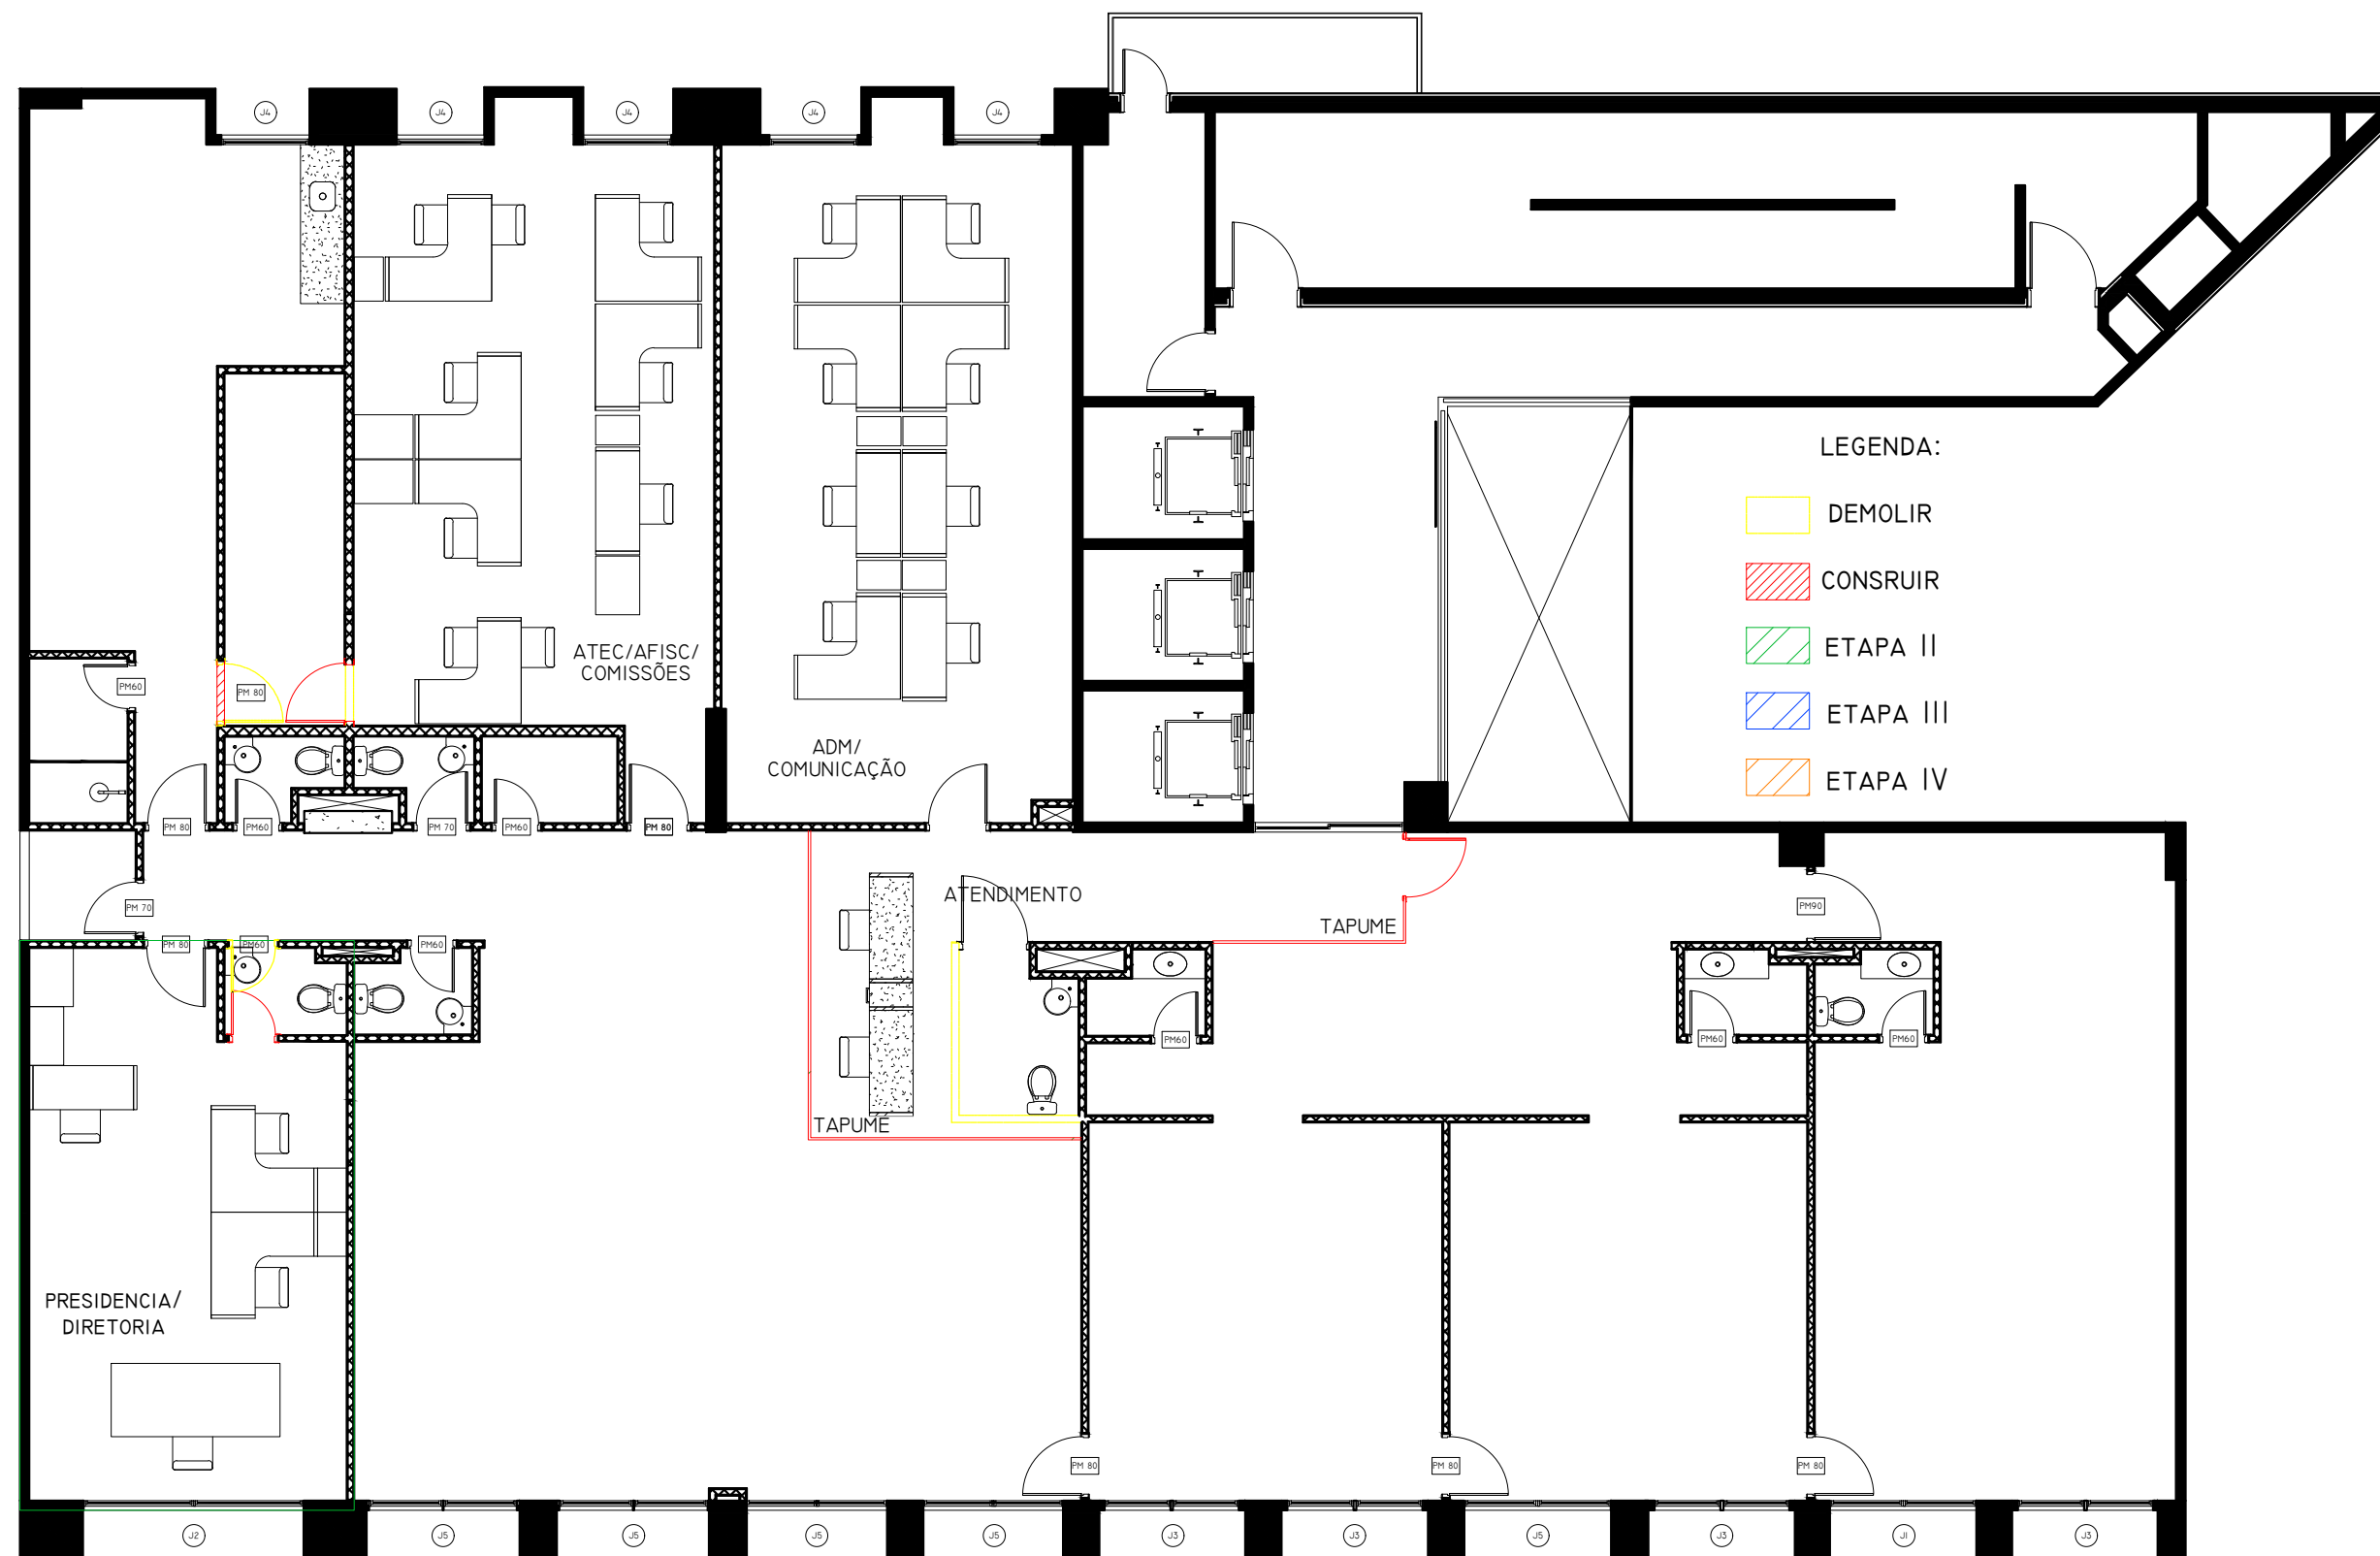 J4
J4
J4
J4
J4
LEGENDA:
DEMOLIR
CONSRUIR
ETAPA II
ETAPA III
ETAPA IV
ATEC/AFISC/
COMISSÕES
PM60
PM 80
ADM/
COMUNICAÇÃO
PM 80
PM60
PM 70
PM60
PM 80
ATENDIMENTO
PM 70
PM90
TAPUME
PM 80
PM60
PM60
PM60
PM60
PM60
TAPUME
PRESIDENCIA/
DIRETORIA
PM 80
PM 80
PM 80
J2
J5
J5
J5
J5
J3
J3
J5
J3
J1
J3